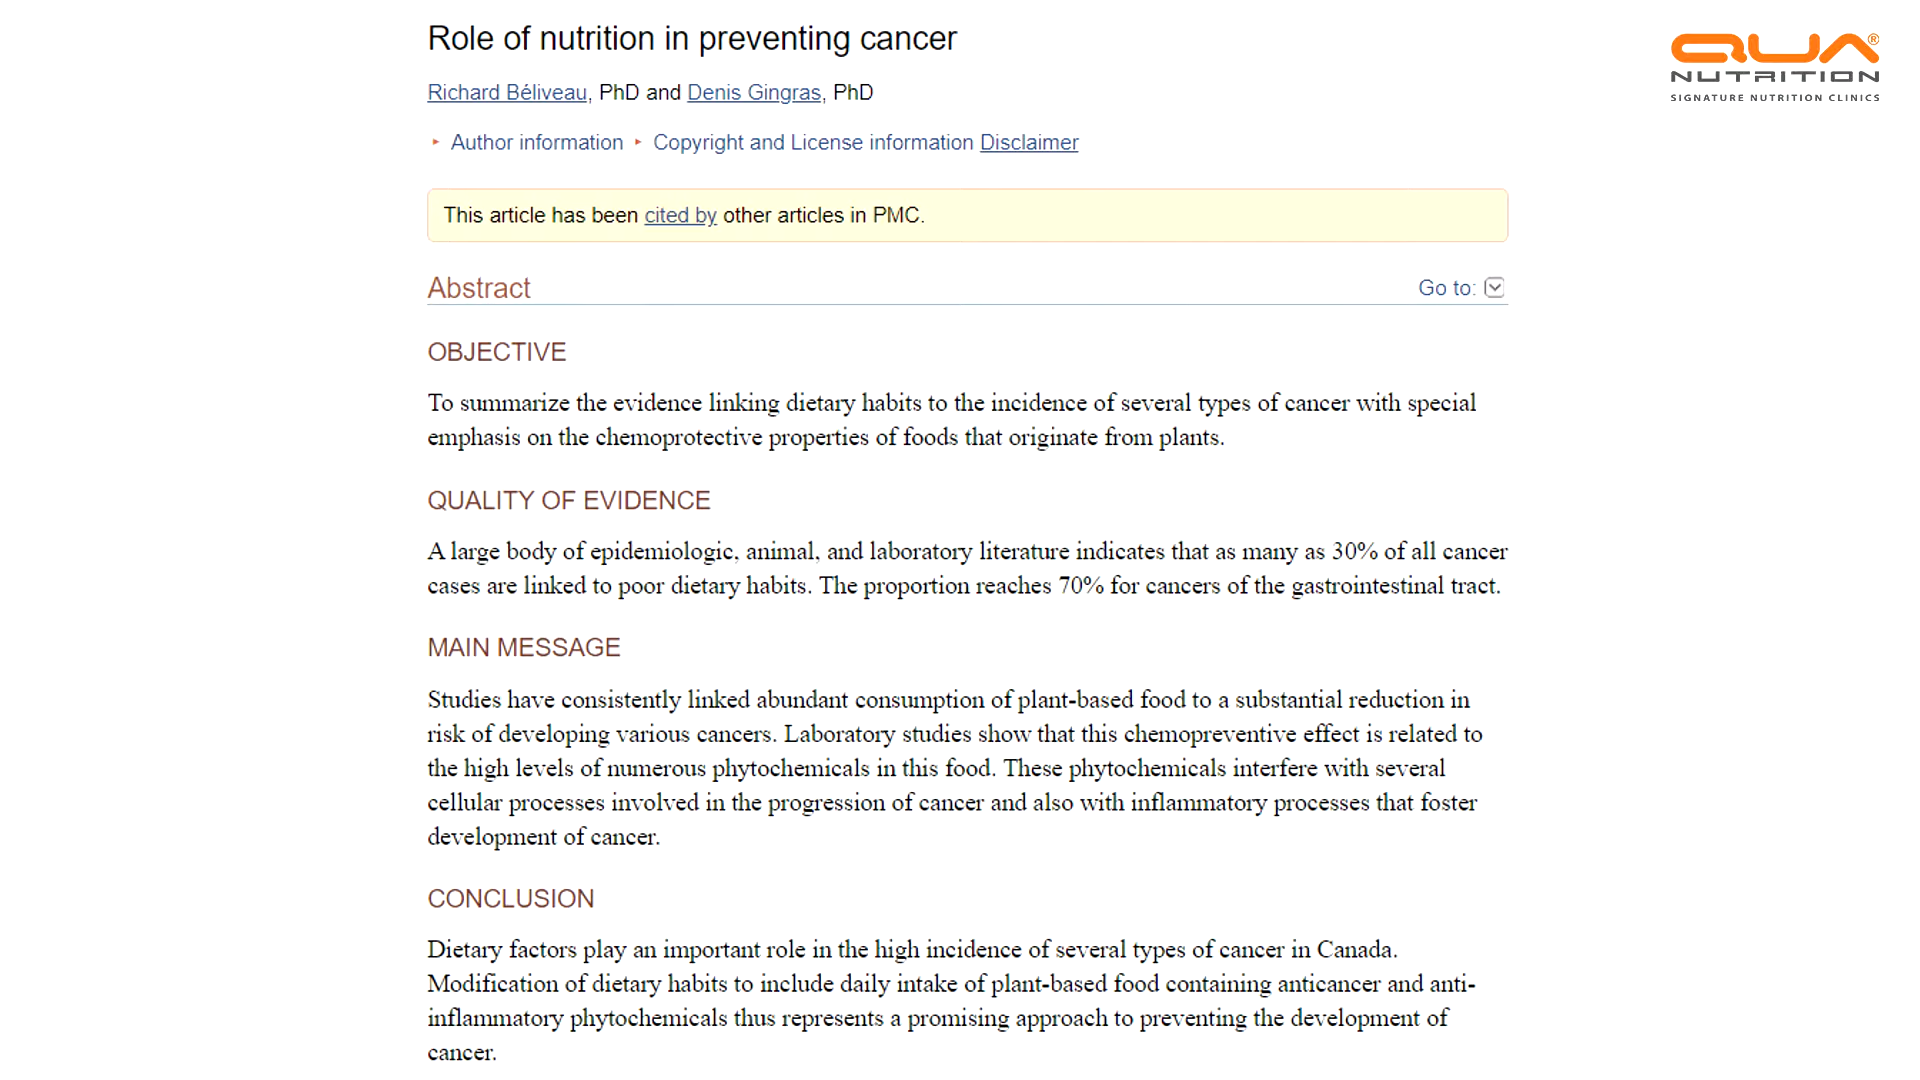 Role of nutrition in preventing cancer
QUA®
NUTRITION
SIGNATURE NUTRITION CLINICS
Richard Béliveau, PhD and Denis Gingras, PhD
Author information Copyright and License information Disclaimer
This article has been cited by other articles in PMC.
Abstract
Go to:
OBJECTIVE
To summarize the evidence linking dietary habits to the incidence of several types of cancer with special
emphasis on the chemoprotective properties of foods that originate from plants.
QUALITY OF EVIDENCE
A large body of epidemiologic, animal, and laboratory literature indicates that as many as 30% of all cancer
cases are linked to poor dietary habits. The proportion reaches 70% for cancers of the gastrointestinal tract.
MAIN MESSAGE
Studies have consistently linked abundant consumption of plant-based food to a substantial reduction in
risk of developing various cancers. Laboratory studies show that this chemopreventive effect is related to
the high levels of numerous phytochemicals in this food. These phytochemicals interfere with several
cellular processes involved in the progression of cancer and also with inflammatory processes that foster
development of cancer.
CONCLUSION
Dietary factors play an important role in the high incidence of several types of cancer in Canada.
Modification of dietary habits to include daily intake of plant-based food containing anticancer and anti-
inflammatory phytochemicals thus represents a promising approach to preventing the development of
cancer.